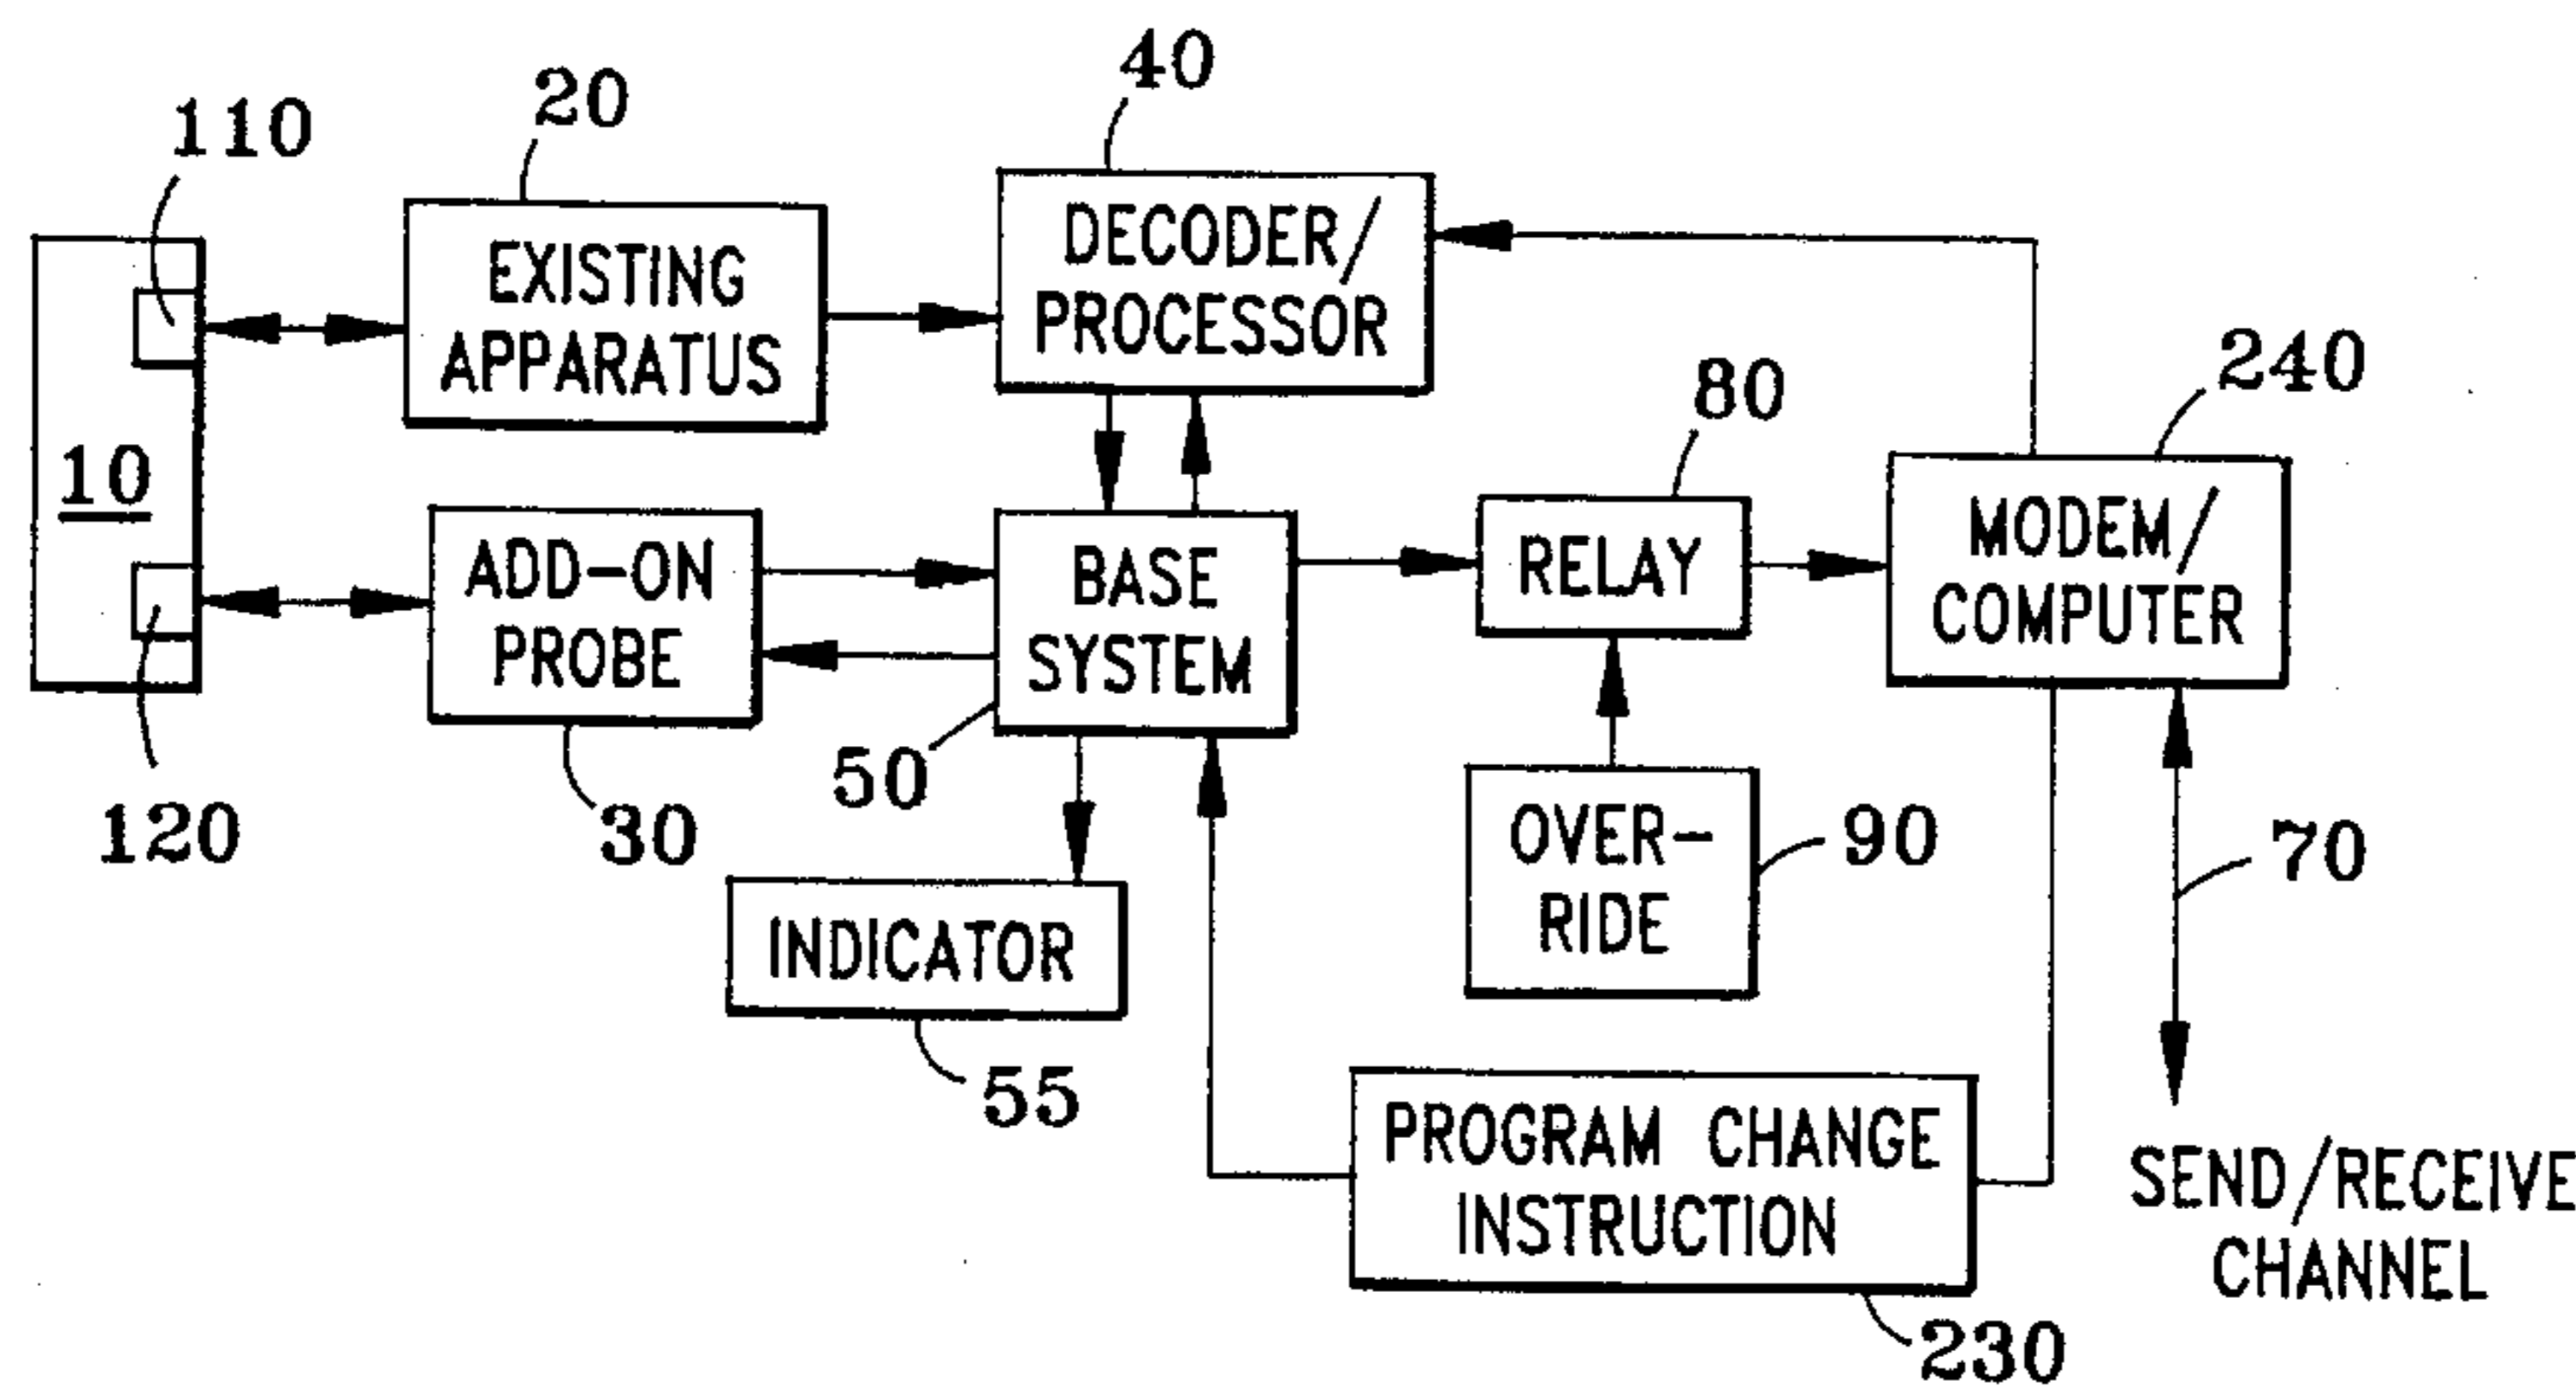 40
20
110
EXISTING
APPARATUS
DECODER/
PROCESSOR
240
80
10
ADD-ON
PROBE
BASE
SYSTEM
RELAY
MODEM/
COMPUTER
50
120
30
OVER-
RIDE
90
70
INDICATOR
55
PROGRAM CHANGE
INSTRUCTION
SEND/RECEIVE
CHANNEL
230